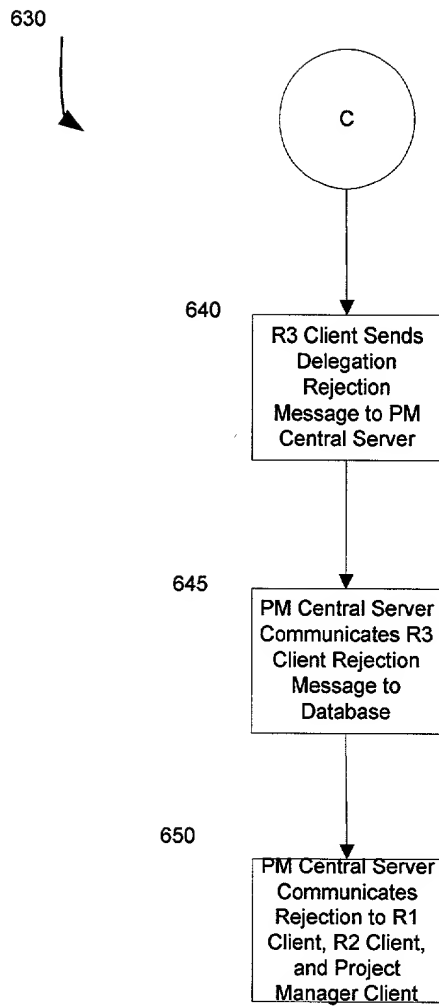 630
C
640
R3 Client Sends
Delegation
Rejection
Message to PM
Central Server
645
PM Central Server
Communicates R3
Client Rejection
Message to
Database
650
PM Central Server
Communicates
Rejection to R1
Client, R2 Client,
and Project
Manager Client